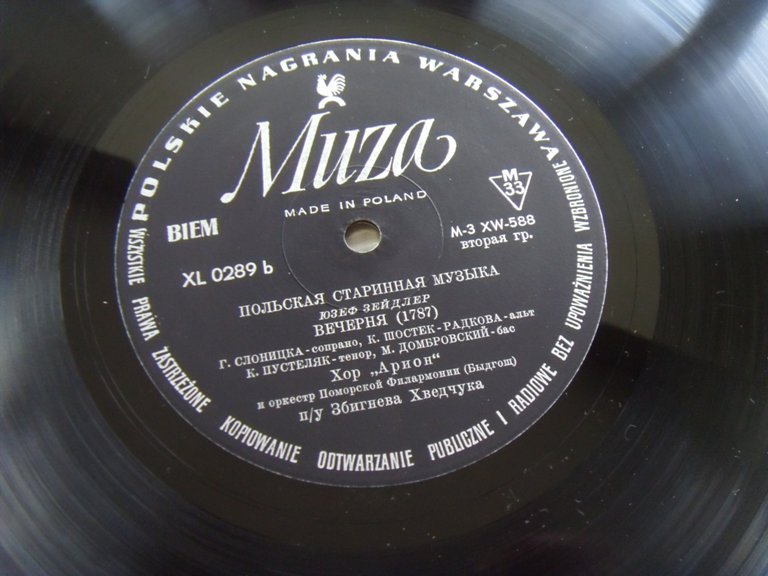 POLSKIE NAGRANIA WARSZAWA
Muza
MADE IN POLAND
M
33
BIEM
M-3 XW-588
вторая гр.
XL 0289 b
ПОЛЬСКАЯ СТАРИННАЯ МУЗЫКА
ЮЗЕФ ЗЕЙДЛЕР
ВЕЧЕРНЯ (1787)
Г. СЛОНИЦКА-сопрано, К. ШОСТЕК-РАДКОВА-альт
К. ПУСТЕЛЯК-тенор, М. ДОМБРОВСКИЙ-бас
Хор „Арион“
и оркестр Поморской Филармонии (Быдгощ)
п/у Збигнева Хведчука
WSZYSTKIE PRAWA ZASTRZEŻONE KOPIOWANIE ODTWARZANIE PUBLICZNE I RADIOWE BEZ UPOWAŻNIENIA WZBRONIONE